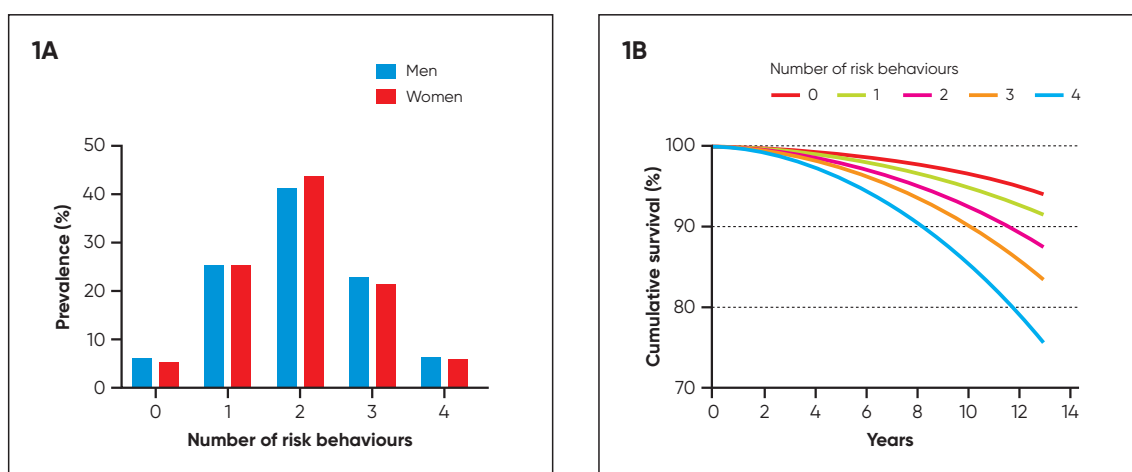 1A
Men
Women
50
40
30
20
10
0
Prevalence (%)
0 1 2 3 4
Number of risk behaviours
1B
Number of risk behaviours
0 1 2 3 4
100
90
80
70
Cumulative survival (%)
0 2 4 6 8 10 12 14
Years